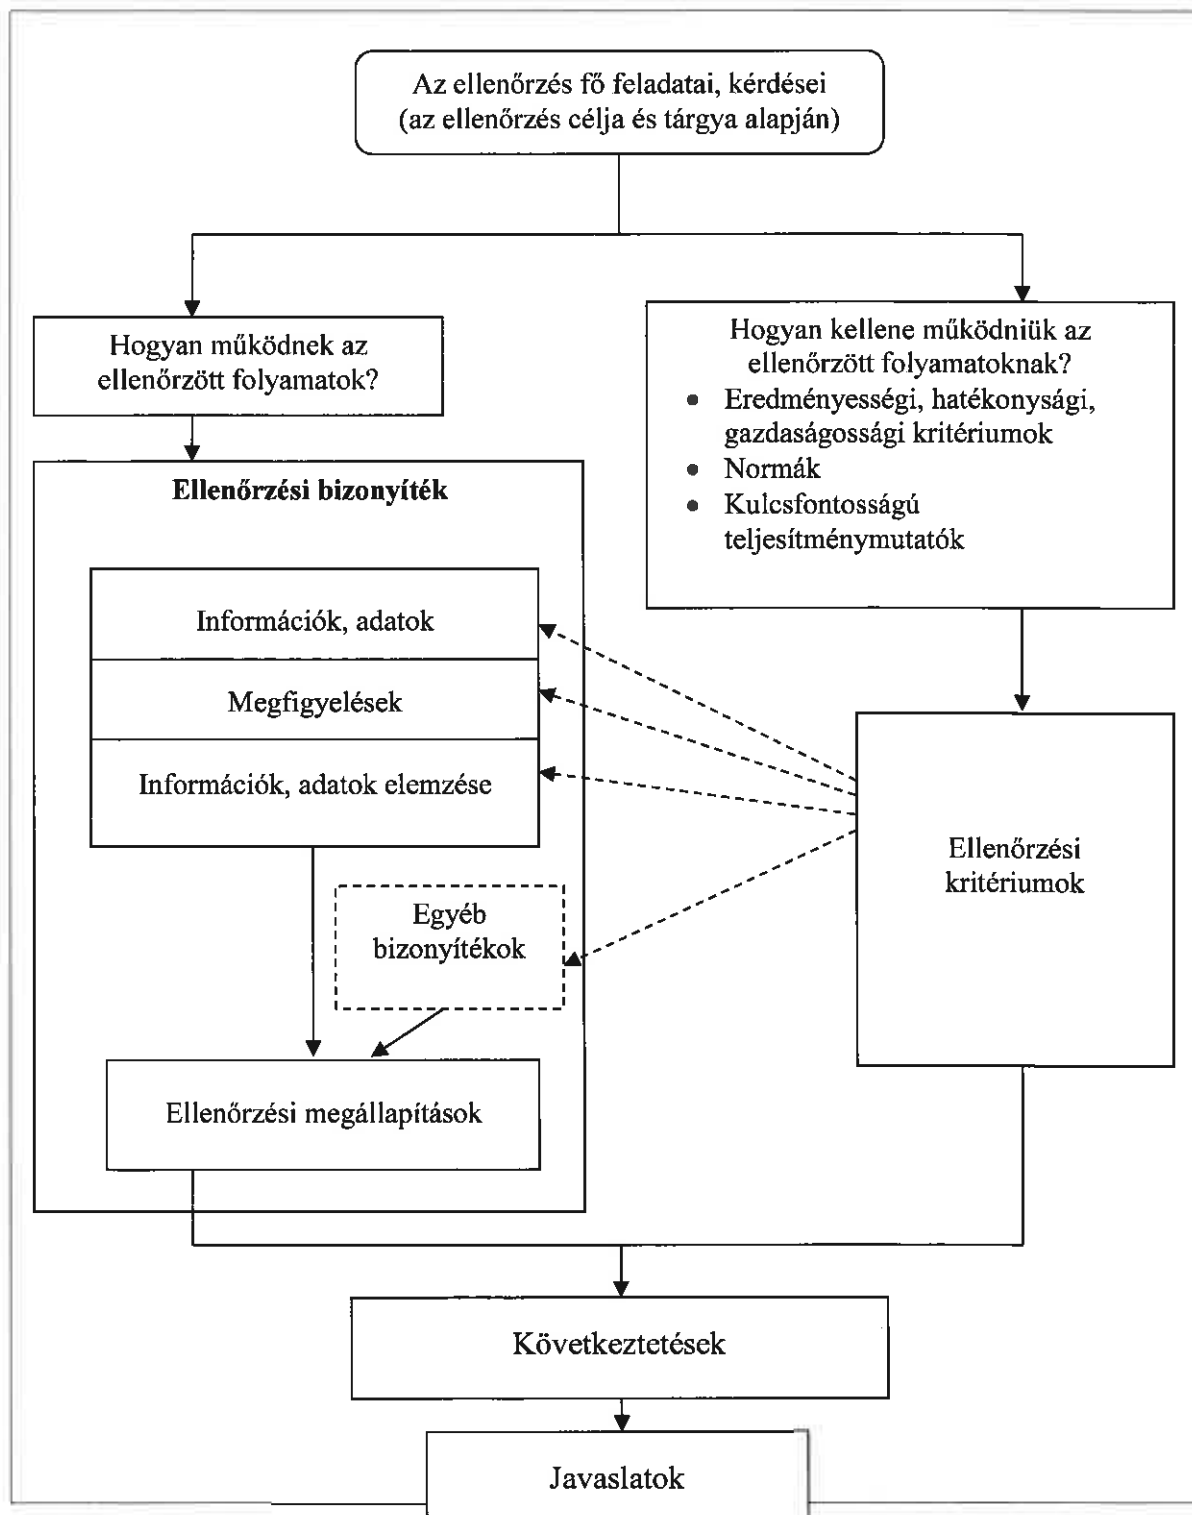 Az ellenőrzés fő feladatai, kérdései
(az ellenőrzés célja és tárgya alapján)
Hogyan működnek az
ellenőrzött folyamatok?
Hogyan kellene működniük az
ellenőrzött folyamatoknak?
• Eredményességi, hatékonysági,
gazdaságossági kritériumok
• Normák
• Kulcsfontosságú
teljesítménymutatók
Ellenőrzési bizonyíték
Információk, adatok
Megfigyelések
Információk, adatok elemzése
Egyéb
bizonyítékok
Ellenőrzési megállapítások
Ellenőrzési
kritériumok
Következtetések
Javaslatok